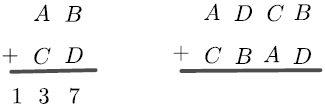 A B
+ C D
1 3 7
A D C B
+ C B A D